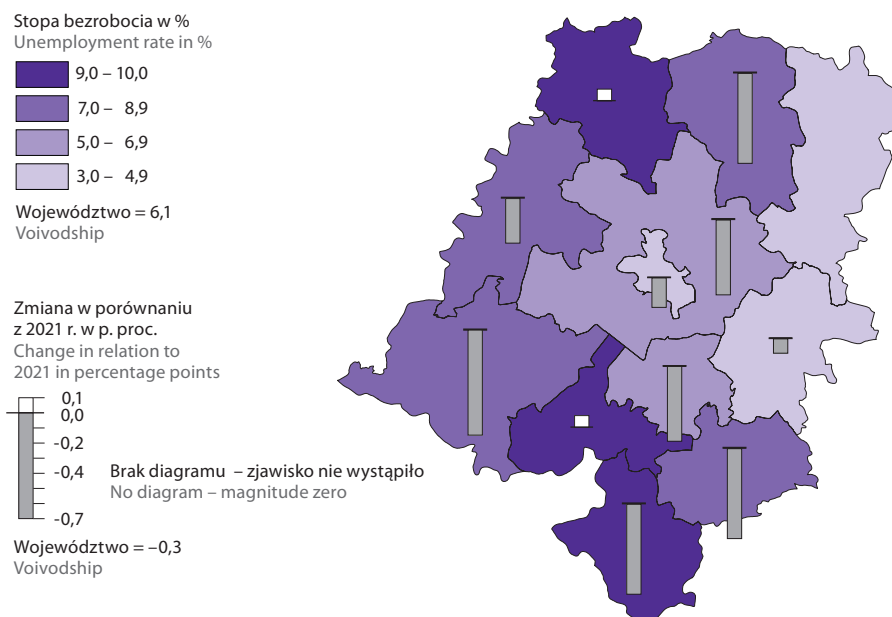 Stopa bezrobocia w %
Unemployment rate in %
9,0 – 10,0
7,0 – 8,9
5,0 – 6,9
3,0 – 4,9
Województwo = 6,1
Voivodship
Zmiana w porównaniu
z 2021 r. w p. proc.
Change in relation to
2021 in percentage points
0,1
0,0
-0,2
-0,4
-0,7
Brak diagramu – zjawisko nie wystąpiło
No diagram – magnitude zero
Województwo = –0,3
Voivodship